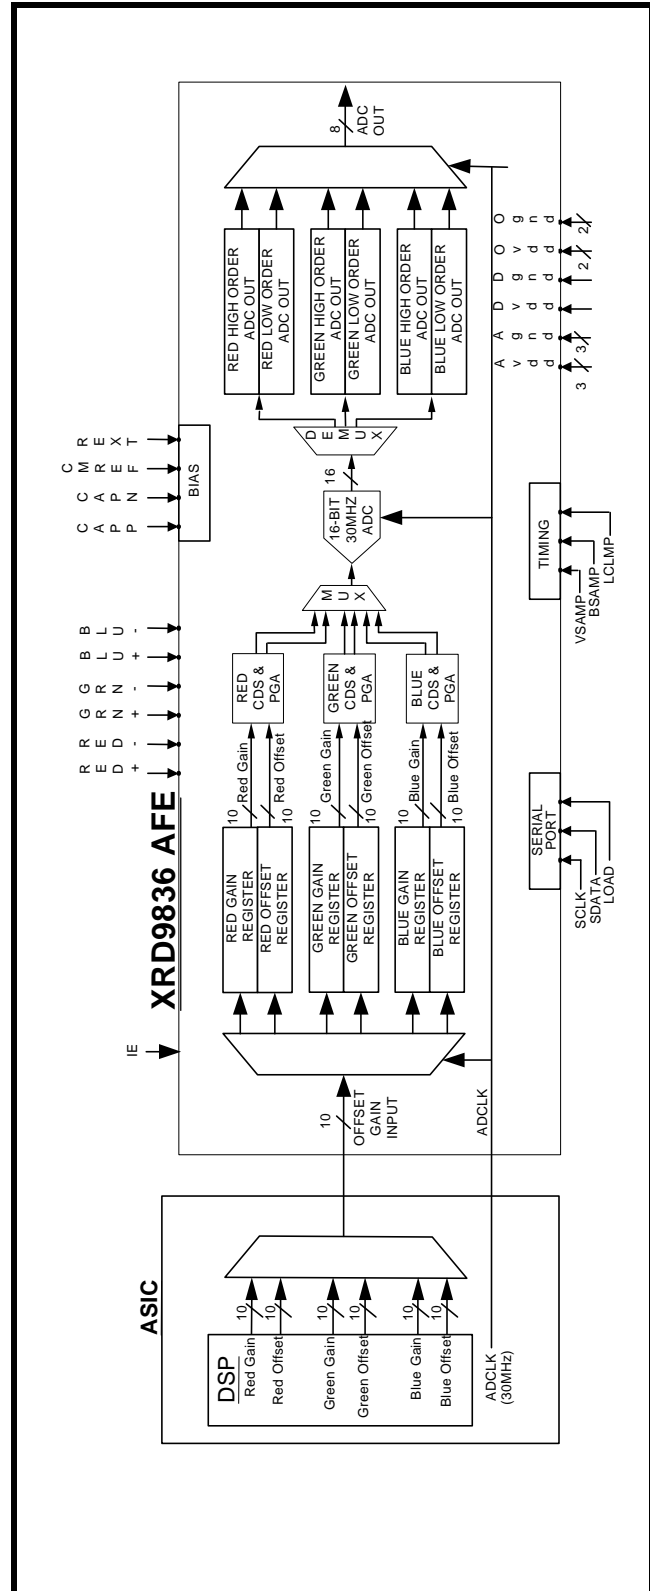 ASIC
DSP
Red Gain
Red Offset
Green Gain
Green Offset
Blue Gain
Blue Offset
10
10
10
10
10
10
ADCLK
(30MHz)
XRD9836 AFE
IE
10
OFFSET
GAIN
INPUT
ADCLK
RED GAIN
REGISTER
RED OFFSET
REGISTER
GREEN GAIN
REGISTER
GREEN OFFSET
REGISTER
BLUE GAIN
REGISTER
BLUE OFFSET
REGISTER
10
Red Gain
Red Offset
10
10
Green Gain
Green Offset
10
10
Blue Gain
Blue Offset
10
RED
CDS &
PGA
GREEN
CDS &
PGA
BLUE
CDS &
PGA
RED+
RED-
GRN+
GRN-
BLU+
BLU-
MUX
16-BIT
30MHZ
ADC
16
DEMUX
CAPP
CAPN
CMREF
REXT
BIAS
RED HIGH ORDER
ADC OUT
RED LOW ORDER
ADC OUT
GREEN HIGH ORDER
ADC OUT
GREEN LOW ORDER
ADC OUT
BLUE HIGH ORDER
ADC OUT
BLUE LOW ORDER
ADC OUT
8
ADC
OUT
SERIAL
PORT
SCLK
SDATA
LOAD
TIMING
VSAMP
BSAMP
LCLMP
Avdd
3
Agnd
3
Dvdd
Dgnd
Ovdd
2
Ognd
2